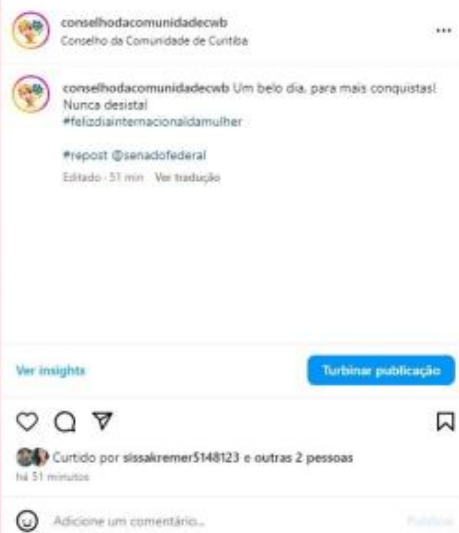 conselhodacomunidadecwb
Conselho da Comunidade de Curitiba
conselhodacomunidadecwb Um belo dia, para mais conquistas!
Nunca desista!
#felizdiainternacionaldamulher
#repost @senadofederal
Editado · 51 min Ver tradução
Ver insights
Turbinar publicação
Curtido por sissakremer5148123 e outras 2 pessoas
há 51 minutos
Adicione um comentário...
Publicar